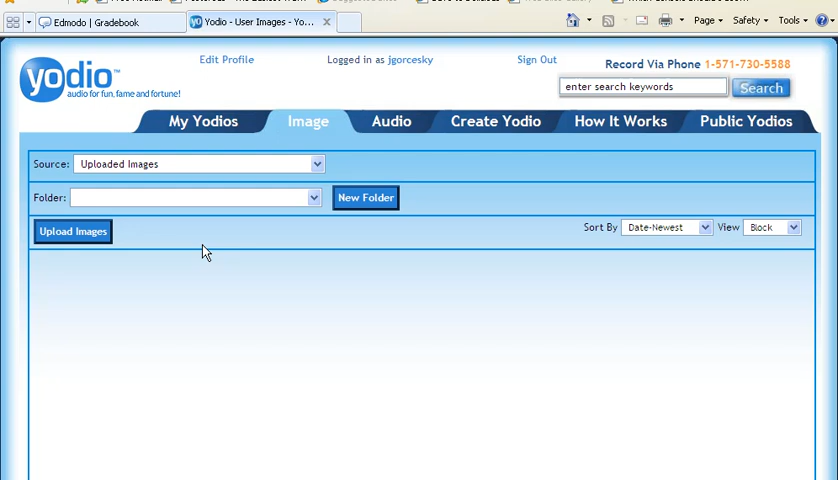 Edmodo | Gradebook
Yodio - User Images - Yo...
Page
Safety
Tools
yodio™
audio for fun, fame and fortune!
Edit Profile
Logged in as jgorcesky
Sign Out
Record Via Phone 1-571-730-5588
enter search keywords
Search
My Yodios
Image
Audio
Create Yodio
How It Works
Public Yodios
Source: Uploaded Images
Folder:
New Folder
Upload Images
Sort By Date-Newest View Block